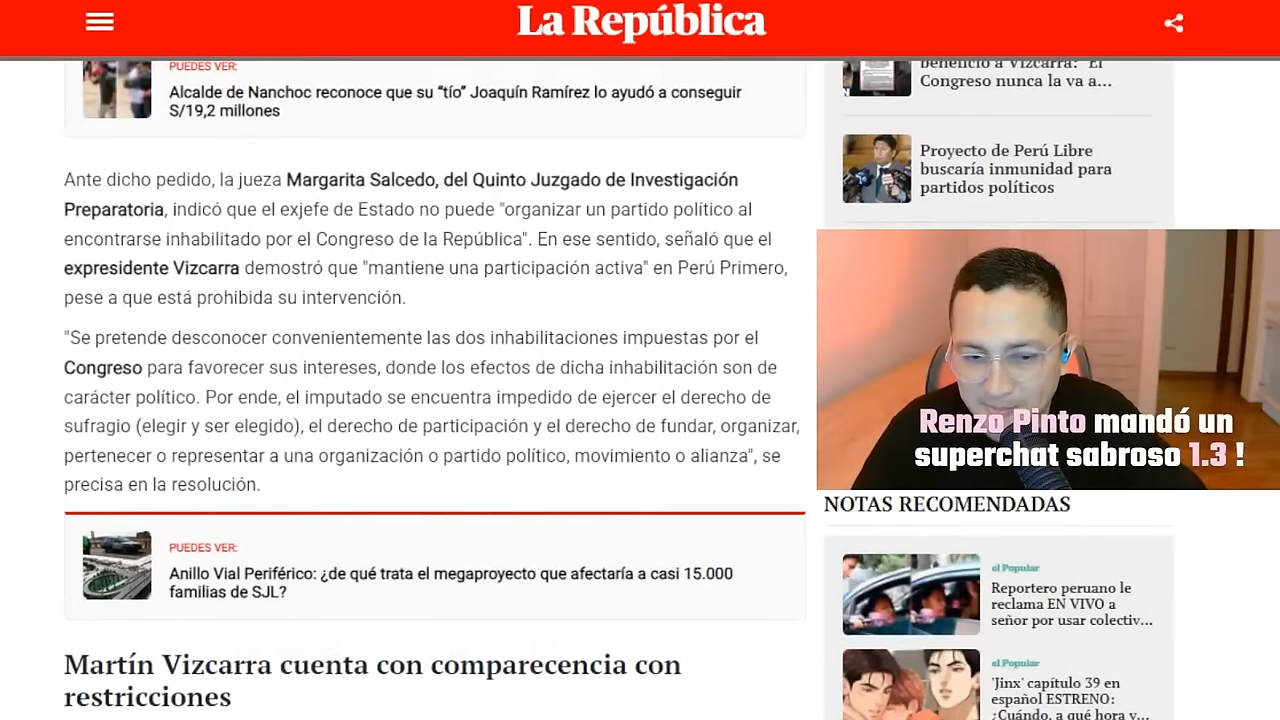 La República
PUEDES VER:
Alcalde de Nanchoc reconoce que su “tío” Joaquín Ramírez lo ayudó a conseguir
S/19,2 millones
Ante dicho pedido, la jueza Margarita Salcedo, del Quinto Juzgado de Investigación
Preparatoria, indicó que el exjefe de Estado no puede "organizar un partido político al
encontrarse inhabilitado por el Congreso de la República". En ese sentido, señaló que el
expresidente Vizcarra demostró que "mantiene una participación activa" en Perú Primero,
pese a que está prohibida su intervención.
"Se pretende desconocer convenientemente las dos inhabilitaciones impuestas por el
Congreso para favorecer sus intereses, donde los efectos de dicha inhabilitación son de
carácter político. Por ende, el imputado se encuentra impedido de ejercer el derecho de
sufragio (elegir y ser elegido), el derecho de participación y el derecho de fundar, organizar,
pertenecer o representar a una organización o partido político, movimiento o alianza", se
precisa en la resolución.
PUEDES VER:
Anillo Vial Periférico: ¿de qué trata el megaproyecto que afectaría a casi 15.000
familias de SJL?
Martín Vizcarra cuenta con comparecencia con
restricciones
beneficio a Vizcarra: "El
Congreso nunca la va a...
Proyecto de Perú Libre
buscaría inmunidad para
partidos políticos
Renzo Pinto mandó un
superchat sabroso 1.3 !
NOTAS RECOMENDADAS
el Popular
Reportero peruano le
reclama EN VIVO a
señor por usar colectiv...
el Popular
'Jinx' capítulo 39 en
español ESTRENO:
¿Cuándo, a qué hora y...